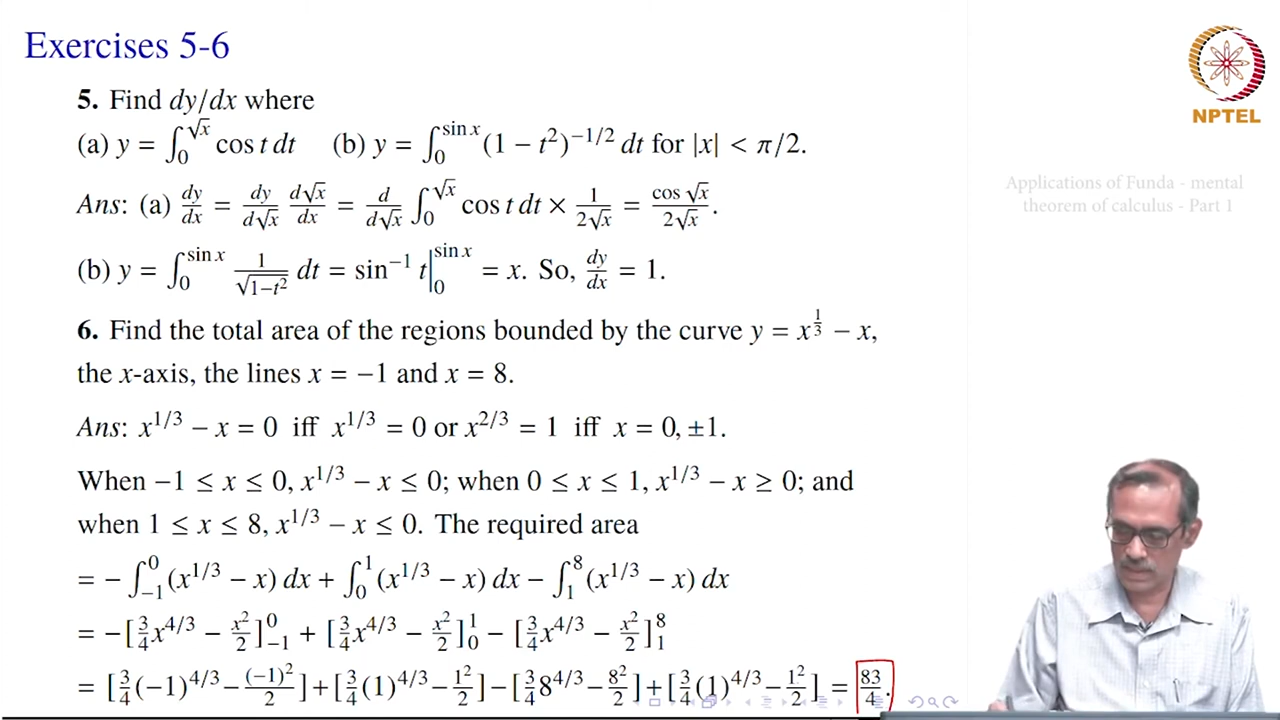 Exercises 5-6
NPTEL
5. Find dy/dx where
(a) y = ∫₀^{√x} cos t dt (b) y = ∫₀^{sin x} (1 − t²)^{−1/2} dt for |x| < π/2.
Applications of Funda - mental
theorem of calculus - Part 1
Ans: (a) dy/dx = dy/d√x d√x/dx = d/d√x ∫₀^{√x} cos t dt × 1/(2√x) = cos √x/(2√x).
(b) y = ∫₀^{sin x} 1/√(1−t²) dt = sin⁻¹ t|₀^{sin x} = x. So, dy/dx = 1.
6. Find the total area of the regions bounded by the curve y = x^{1/3} − x,
the x-axis, the lines x = −1 and x = 8.
Ans: x^{1/3} − x = 0 iff x^{1/3} = 0 or x^{2/3} = 1 iff x = 0, ±1.
When −1 ≤ x ≤ 0, x^{1/3} − x ≤ 0; when 0 ≤ x ≤ 1, x^{1/3} − x ≥ 0; and
when 1 ≤ x ≤ 8, x^{1/3} − x ≤ 0. The required area
= −∫_{−1}^{0} (x^{1/3} − x) dx + ∫₀¹ (x^{1/3} − x) dx − ∫₁⁸ (x^{1/3} − x) dx
= −[3/4 x^{4/3} − x²/2]_{−1}^{0} + [3/4 x^{4/3} − x²/2]₀¹ − [3/4 x^{4/3} − x²/2]₁⁸
= [3/4 (−1)^{4/3} − (−1)²/2] + [3/4 (1)^{4/3} − 1²/2] − [3/4 8^{4/3} − 8²/2] + [3/4 (1)^{4/3} − 1²/2] = 83/4.